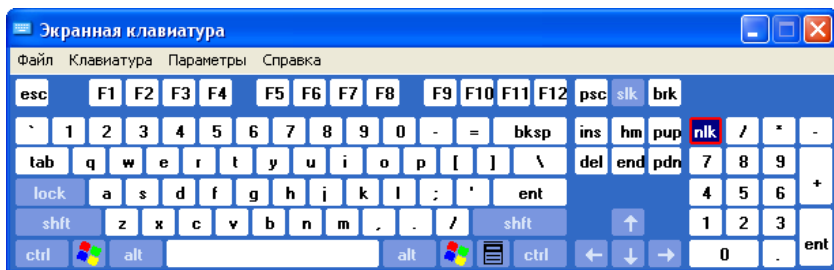 Экранная клавиатура
Файл Клавиатура Параметры Справка
esc F1 F2 F3 F4 F5 F6 F7 F8 F9 F10 F11 F12 psc slk brk
` 1 2 3 4 5 6 7 8 9 0 - = bksp ins hm pup nlk / * -
tab q w e r t y u i o p [ ] \ del end pdn 7 8 9 +
lock a s d f g h j k l ; ' ent 4 5 6
shft z x c v b n m , . / shft ↑ 1 2 3 ent
ctrl alt alt ctrl ← ↓ → 0 .